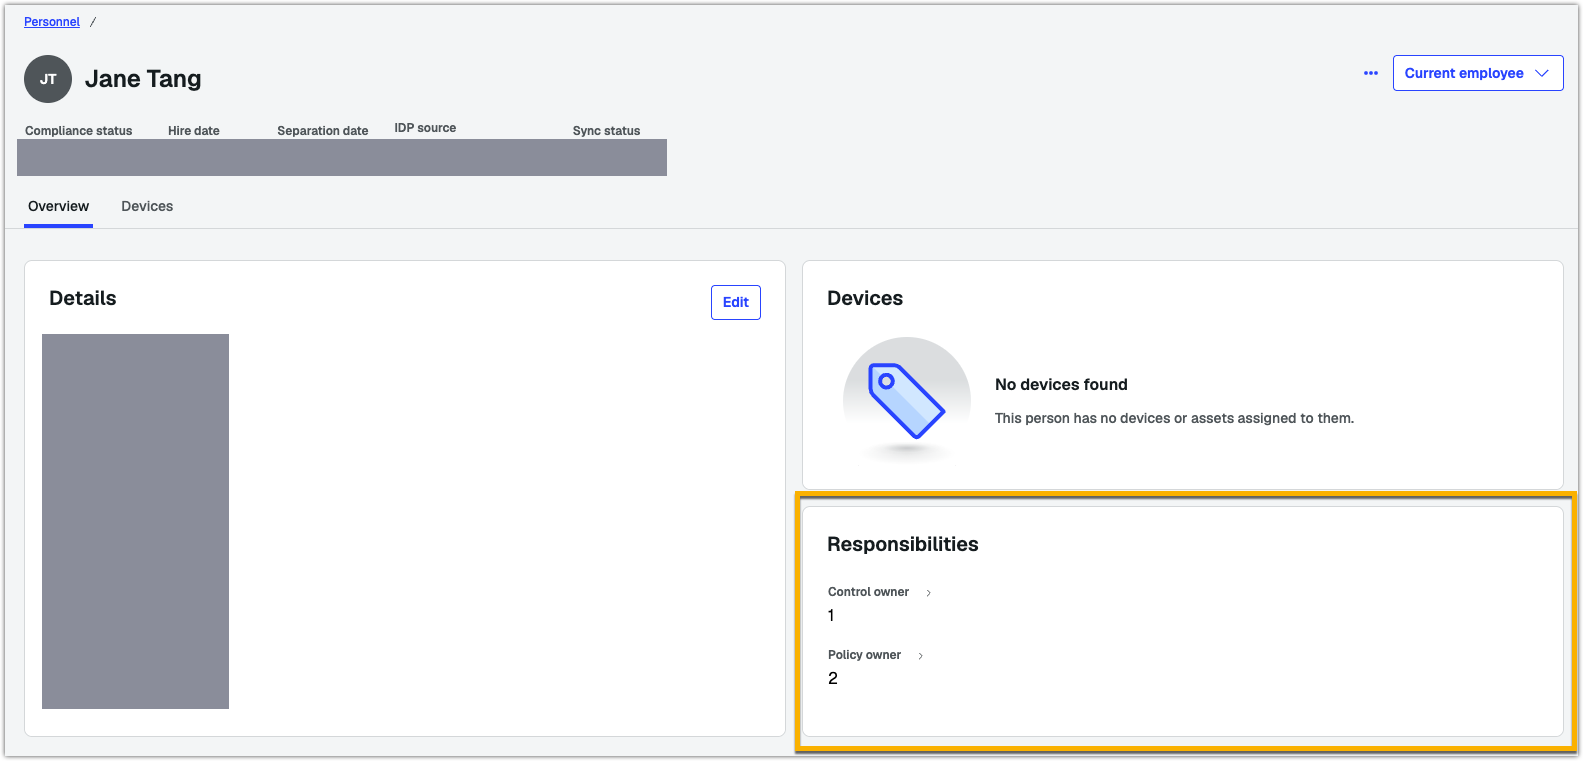 Personnel /
JT Jane Tang
••• Current employee
Compliance status Hire date Separation date IDP source Sync status
Overview Devices
Details
Edit
Devices
No devices found
This person has no devices or assets assigned to them.
Responsibilities
Control owner >
1
Policy owner >
2